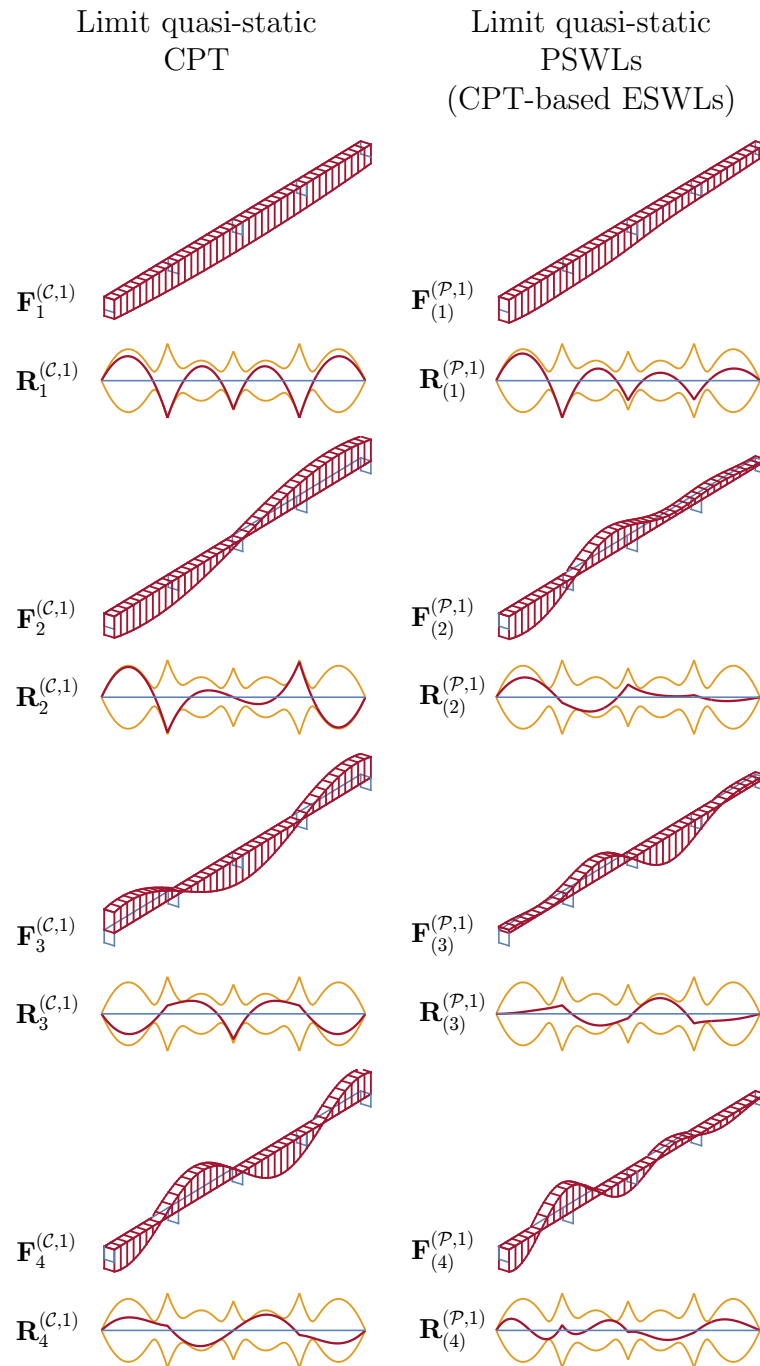 Limit quasi-static
CPT
Limit quasi-static
PSWLs
(CPT-based ESWLs)
F_1^{(C,1)}
F_{(1)}^{(P,1)}
R_1^{(C,1)}
R_{(1)}^{(P,1)}
F_2^{(C,1)}
F_{(2)}^{(P,1)}
R_2^{(C,1)}
R_{(2)}^{(P,1)}
F_3^{(C,1)}
F_{(3)}^{(P,1)}
R_3^{(C,1)}
R_{(3)}^{(P,1)}
F_4^{(C,1)}
F_{(4)}^{(P,1)}
R_4^{(C,1)}
R_{(4)}^{(P,1)}